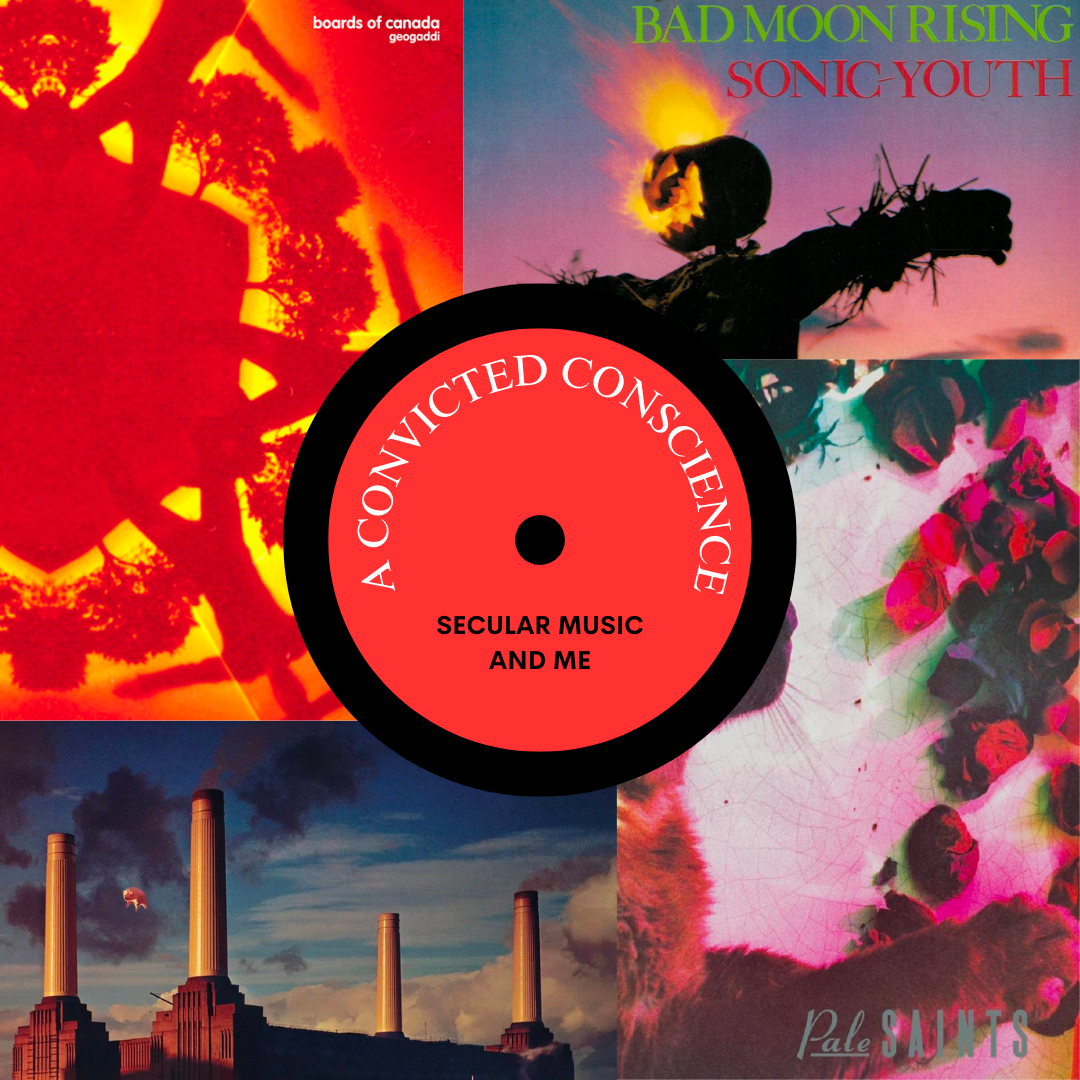 boards of canada
geogaddi
BAD MOON RISING
SONIC-YOUTH
A CONVICTED CONSCIENCE
SECULAR MUSIC
AND ME
Pale SAINTS